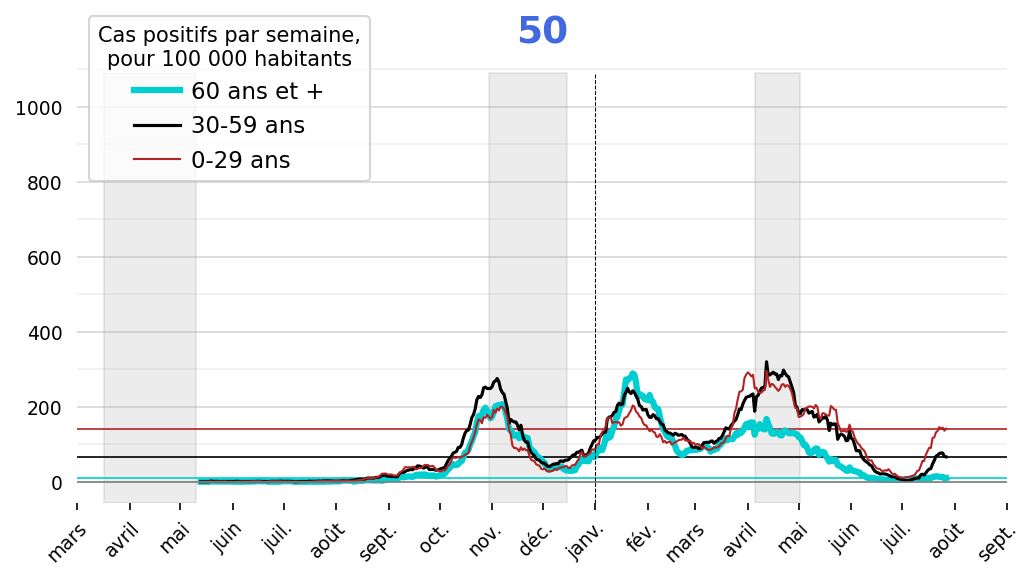 50
Cas positifs par semaine,
pour 100 000 habitants
60 ans et +
30-59 ans
0-29 ans
1000
800
600
400
200
0
mars avril mai juin juil. août sept. oct. nov. déc. janv. fév. mars avril mai juin juil. août sept.